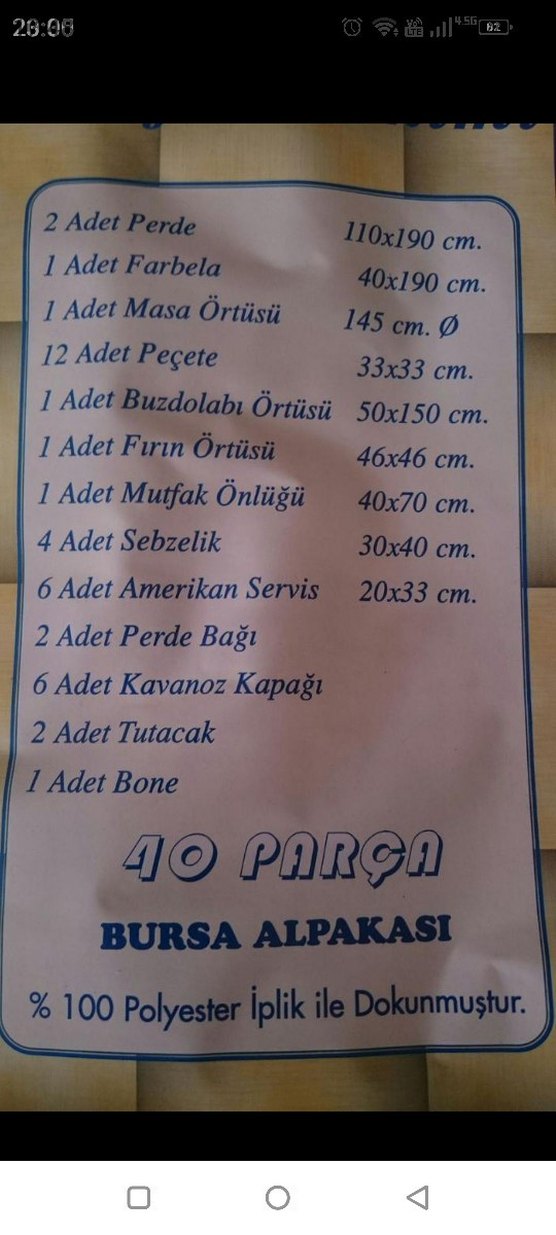 2 Adet Perde 110x190 cm.
1 Adet Farbela 40x190 cm.
1 Adet Masa Örtüsü 145 cm. Ø
12 Adet Peçete 33x33 cm.
1 Adet Buzdolabı Örtüsü 50x150 cm.
1 Adet Fırın Örtüsü 46x46 cm.
1 Adet Mutfak Önlüğü 40x70 cm.
4 Adet Sebzelik 30x40 cm.
6 Adet Amerikan Servis 20x33 cm.
2 Adet Perde Bağı
6 Adet Kavanoz Kapağı
2 Adet Tutacak
1 Adet Bone
40 PARÇA
BURSA ALPAKASI
% 100 Polyester İplik ile Dokunmuştur.